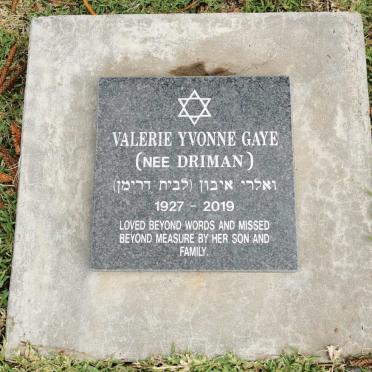 VALERIE YVONNE GAYE
(NEE DRIMAN)
ואלרי איבון (לבית דרימן)
1927 - 2019
LOVED BEYOND WORDS AND MISSED
BEYOND MEASURE BY HER SON AND
FAMILY.